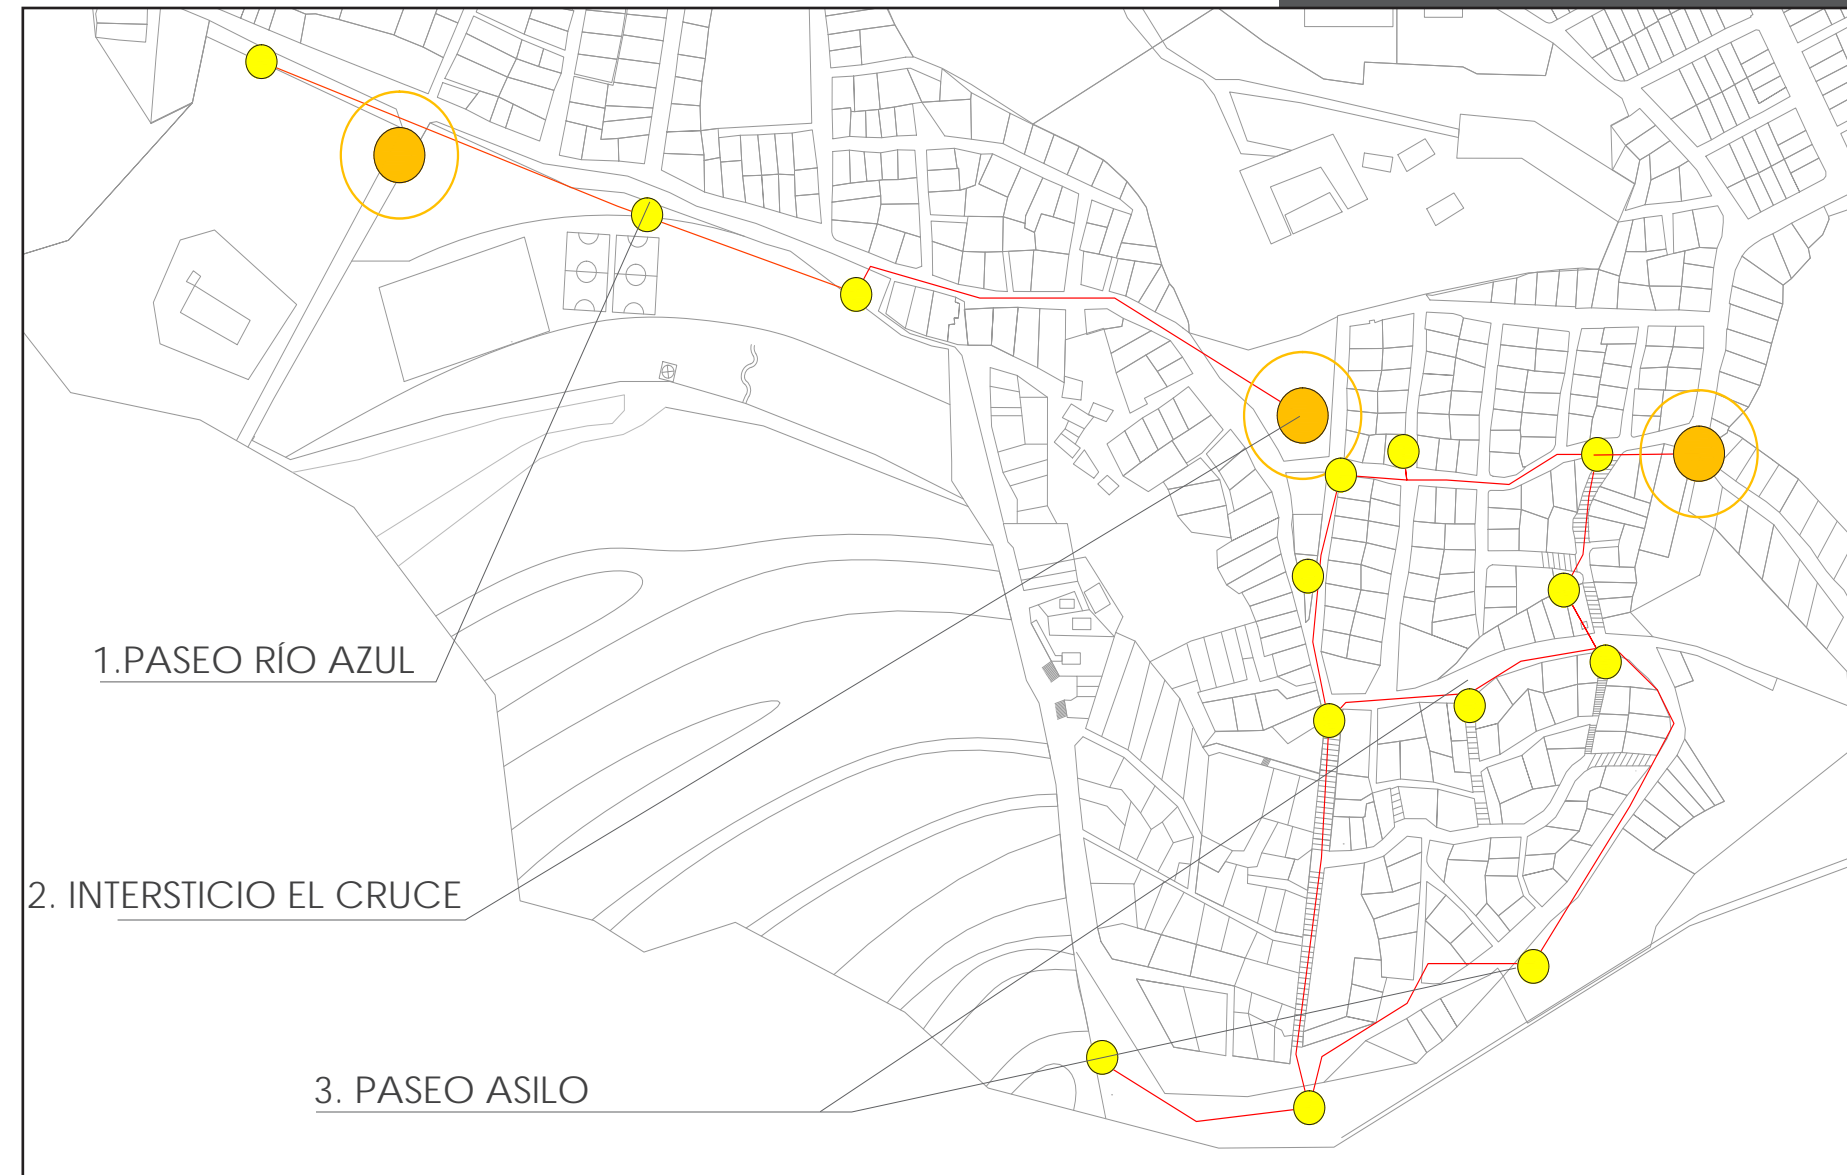 1.PASEO RÍO AZUL
2. INTERSTICIO EL CRUCE
3. PASEO ASILO